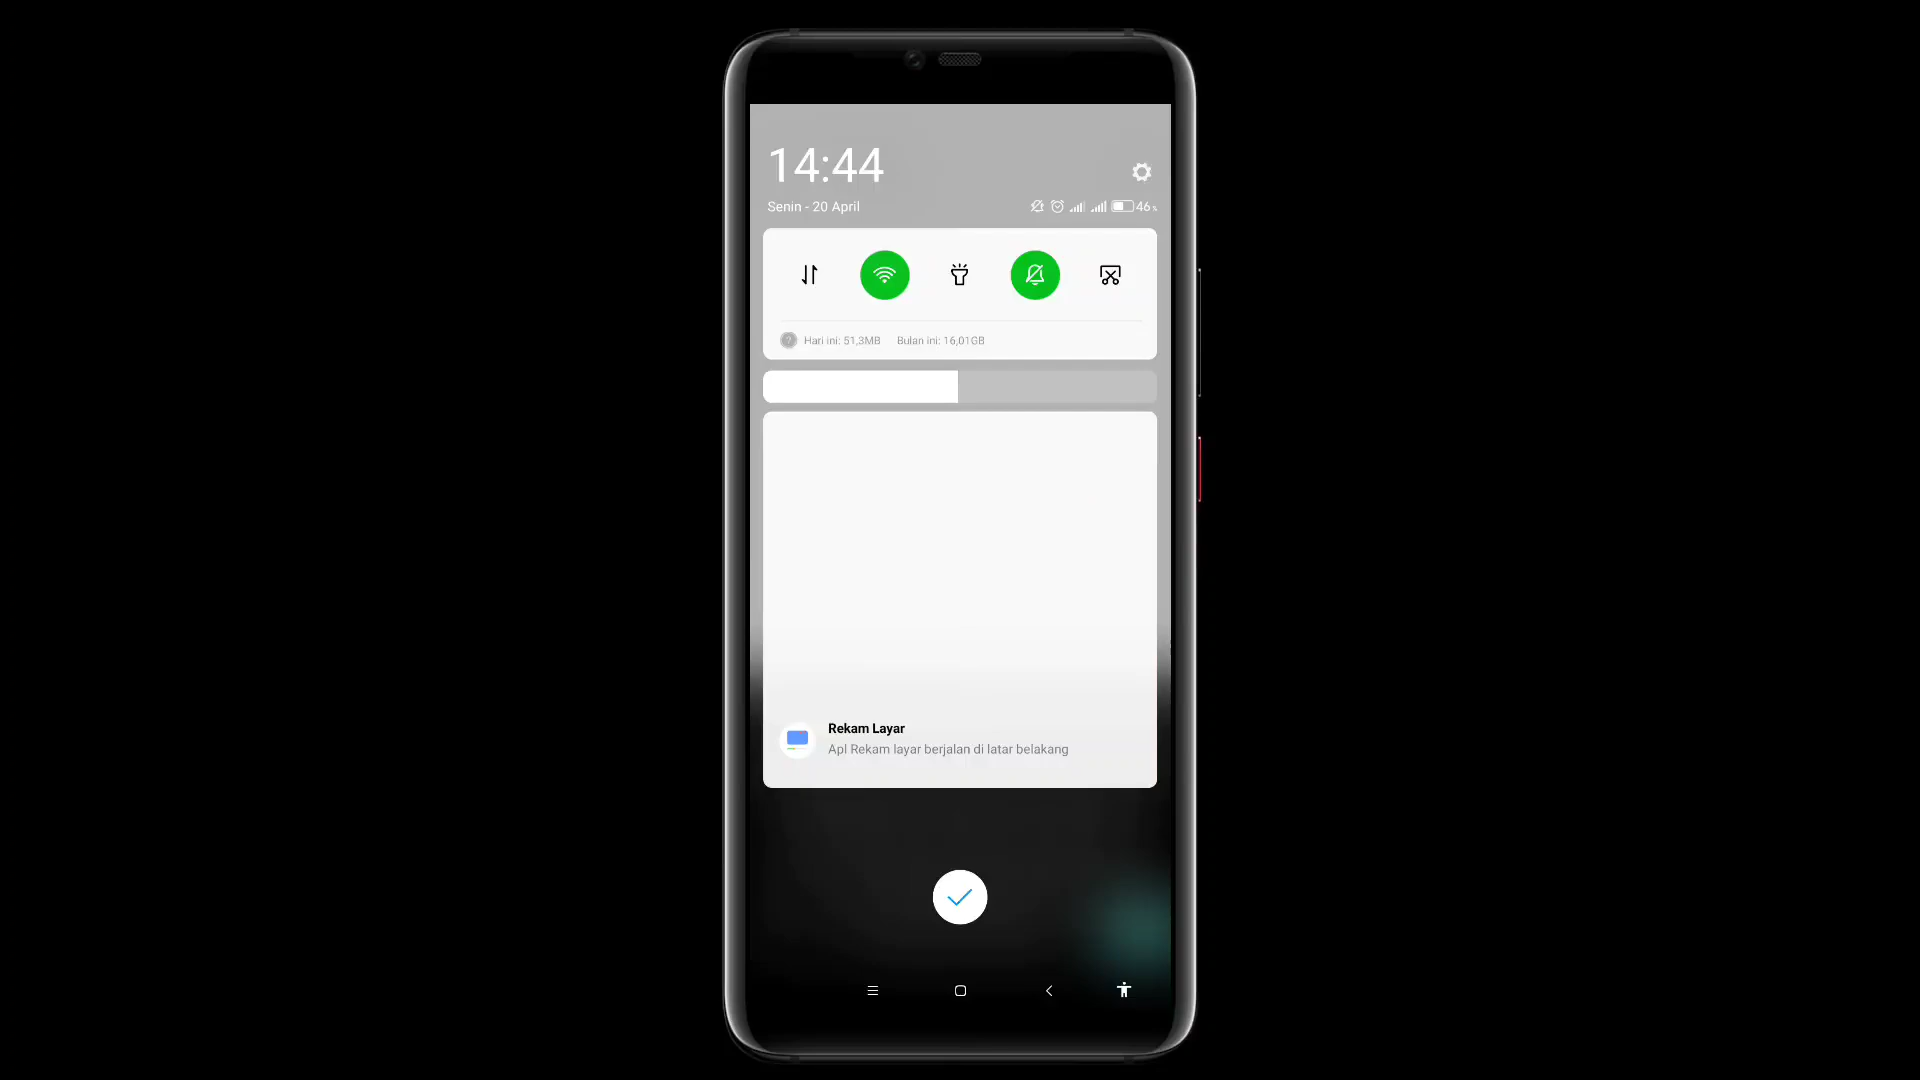 14:44
Senin - 20 April
46%
Hari ini: 51,3MB Bulan ini: 16,01GB
Rekam Layar
Apl Rekam layar berjalan di latar belakang